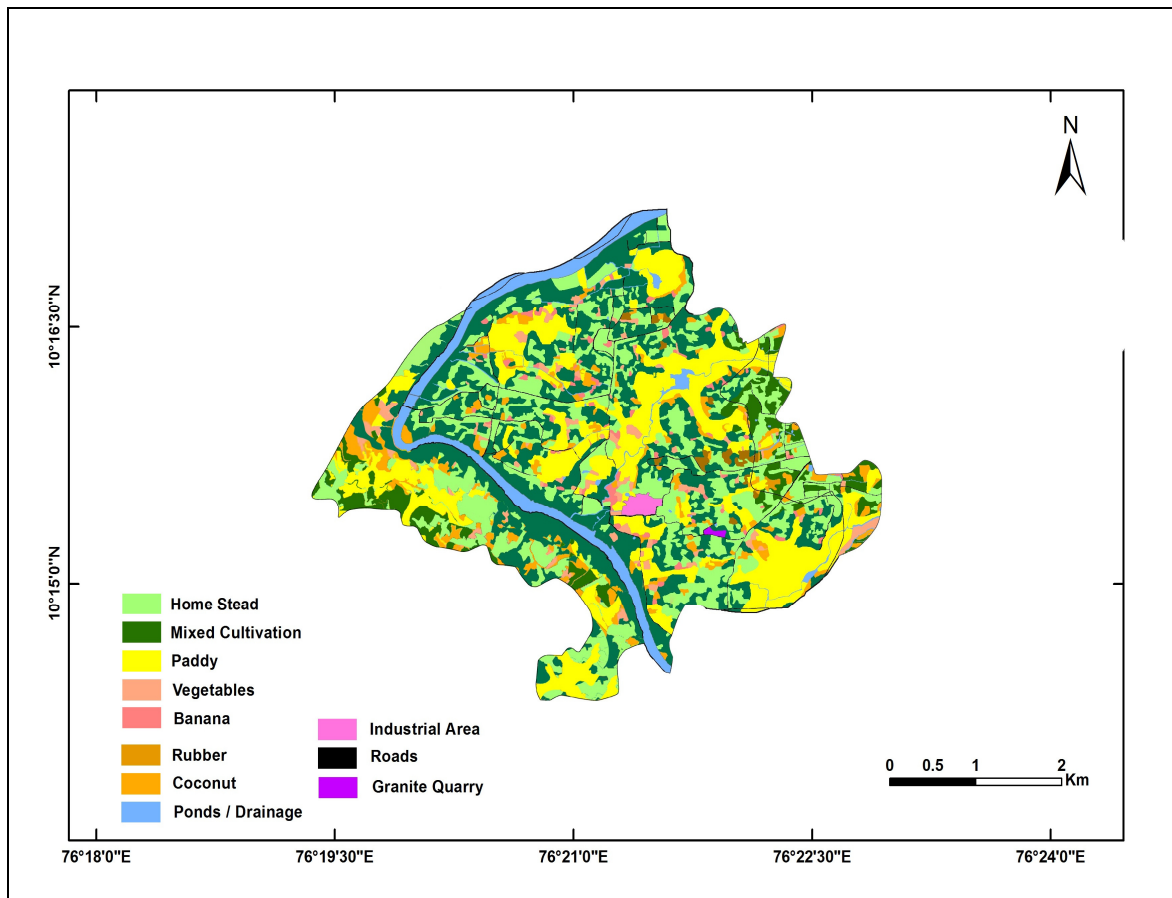 N
10°16'30"N
10°15'0"N
Home Stead
Mixed Cultivation
Paddy
Vegetables
Banana
Rubber
Coconut
Ponds / Drainage
Industrial Area
Roads
Granite Quarry
0 0.5 1 2
Km
76°18'0"E 76°19'30"E 76°21'0"E 76°22'30"E 76°24'0"E